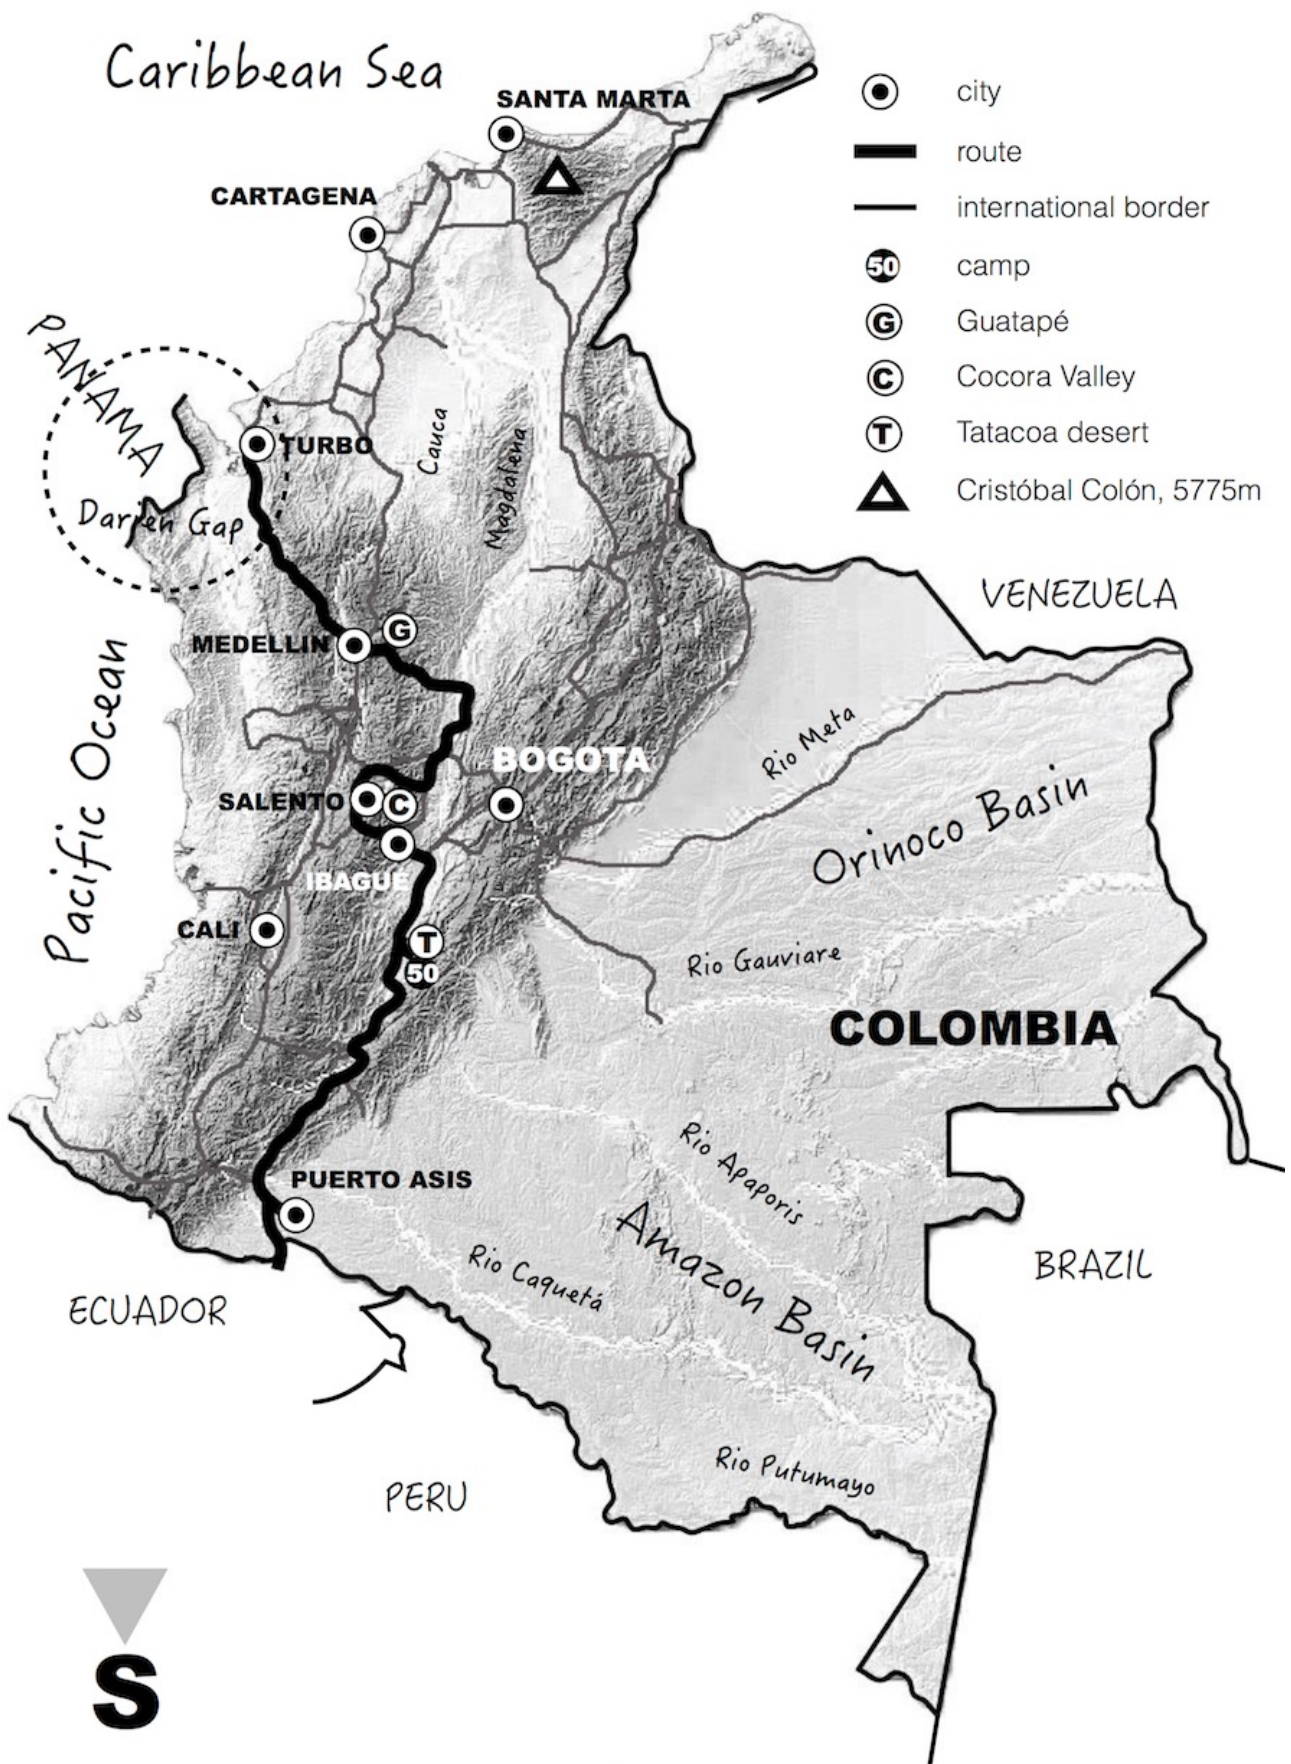 Caribbean Sea
SANTA MARTA
CARTAGENA
city
route
international border
50 camp
G Guatapé
C Cocora Valley
T Tatacoa desert
Cristóbal Colón, 5775m
PANAMA
TURBO
Darien Gap
Cauca
Magdalena
VENEZUELA
MEDELLIN
G
Pacific Ocean
BOGOTA
Rio Meta
SALENTO
C
Orinoco Basin
IBAGUE
CALI
T
50
Rio Gauviare
COLOMBIA
Rio Apaporis
PUERTO ASIS
Amazon Basin
Rio Caquetá
BRAZIL
ECUADOR
Rio Putumayo
PERU
S